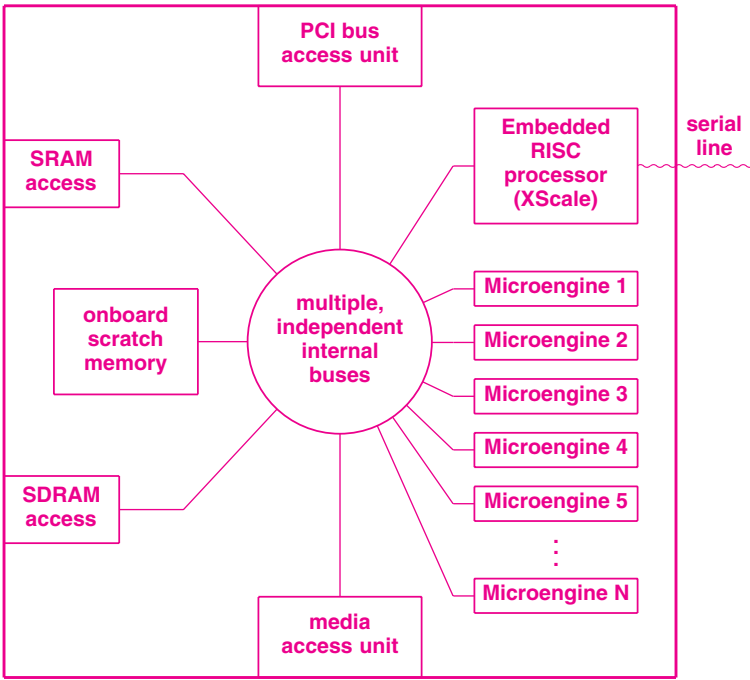 PCI bus
access unit
Embedded
RISC
processor
(XScale)
serial
line
SRAM
access
onboard
scratch
memory
multiple,
independent
internal
buses
Microengine 1
Microengine 2
Microengine 3
Microengine 4
Microengine 5
...
Microengine N
SDRAM
access
media
access unit